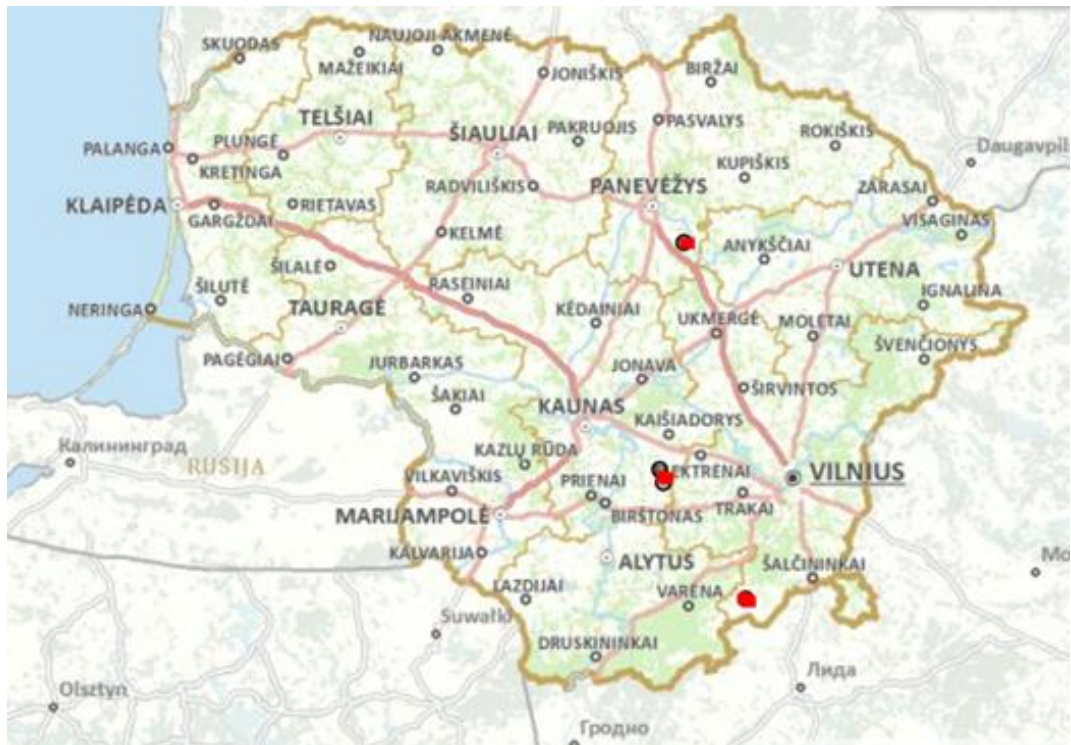 SKUODAS
NAUJOJI AKMENĖ
MAŽEIKIAI
JONIŠKIS
BIRŽAI
TELŠIAI
ŠIAULIAI
PAKRUOJIS
PASVALYS
ROKIŠKIS
Daugavpil
PALANGA
PLUNGĖ
KRETINGA
RADVILIŠKIS
KUPIŠKIS
PANEVĖŽYS
ZARASAI
KLAIPĖDA
GARGŽDAI
RIETAVAS
VISAGINAS
KELMĖ
ANYKŠČIAI
ŠILALĖ
UTENA
ŠILUTĖ
RASEINIAI
IGNALINA
NERINGA
TAURAGĖ
KĖDAINIAI
UKMERGĖ
MOLĖTAI
ŠVENČIONYS
PAGĖGIAI
JURBARKAS
JONAVA
ŠIRVINTOS
ŠAKIAI
KAUNAS
KAIŠIADORYS
Калининград
RUSIJA
KAZLŲ RŪDA
VILKAVIŠKIS
PRIENAI
EKTRĖNAI
VILNIUS
MARIJAMPOLĖ
BIRŠTONAS
TRAKAI
KALVARIJA
ALYTUS
ŠALČININKAI
Mo
LAZDIJAI
VARĖNA
Suwałki
DRUSKININKAI
Лида
Olsztyn
Гродно